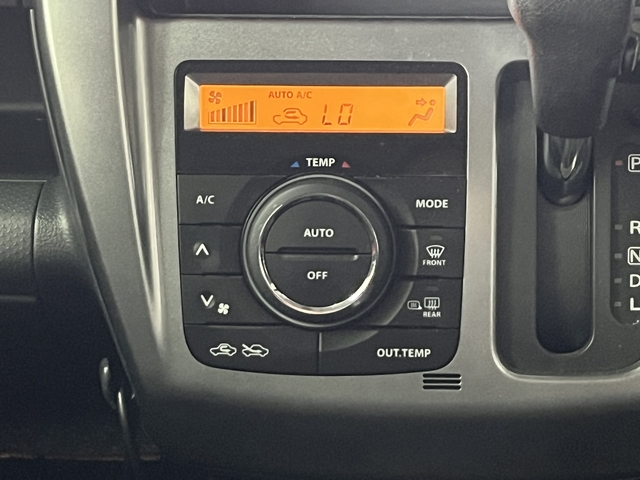 AUTO A/C
LO
TEMP
A/C
MODE
AUTO
OFF
FRONT
REAR
OUT.TEMP
P
R
N
D
L